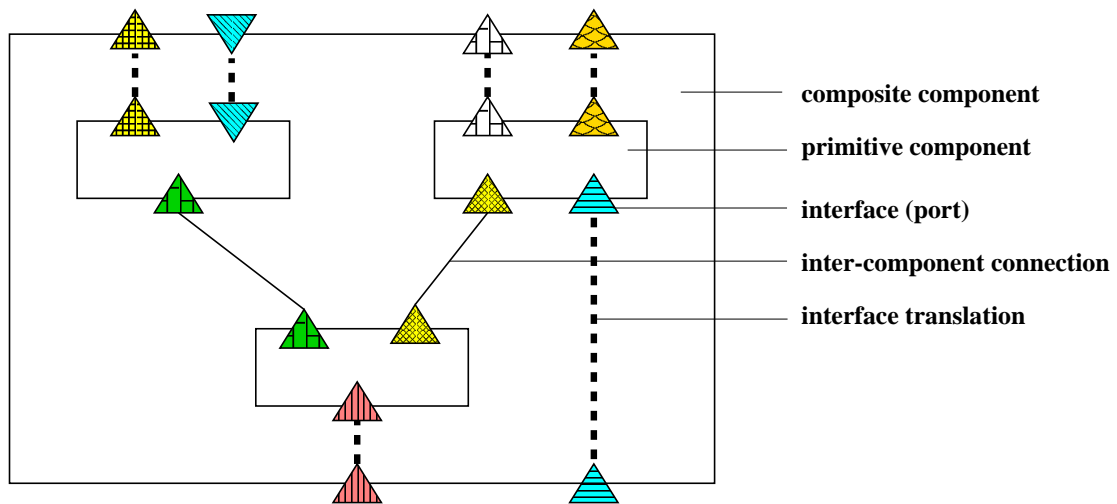 composite component
primitive component
interface (port)
inter-component connection
interface translation